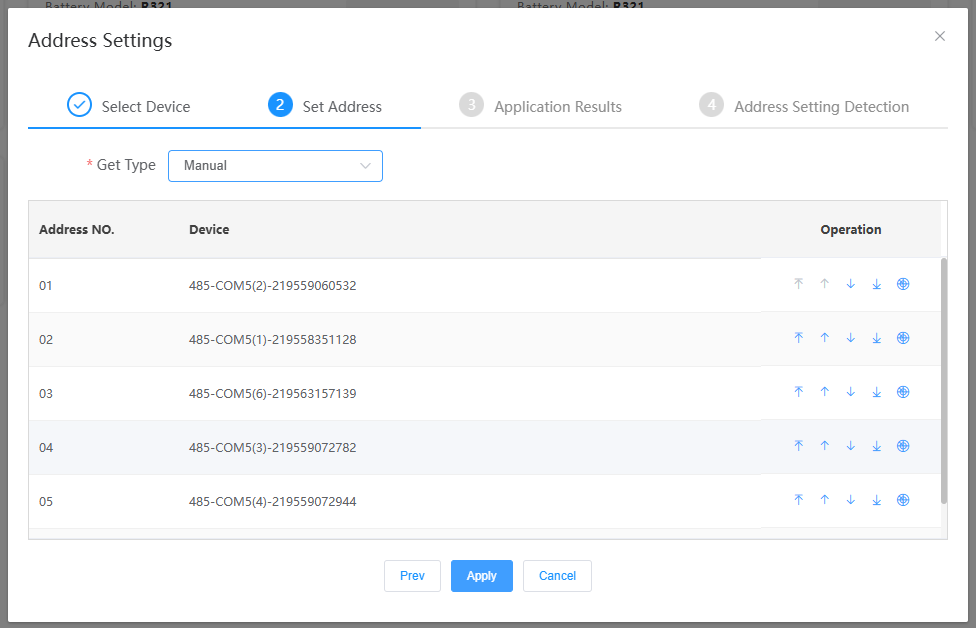 Battery Model: R321 Battery Model: R321
Address Settings
Select Device 2 Set Address 3 Application Results 4 Address Setting Detection
* Get Type Manual
Address NO. Device Operation
01 485-COM5(2)-219559060532
02 485-COM5(1)-219558351128
03 485-COM5(6)-219563157139
04 485-COM5(3)-219559072782
05 485-COM5(4)-219559072944
Prev Apply Cancel